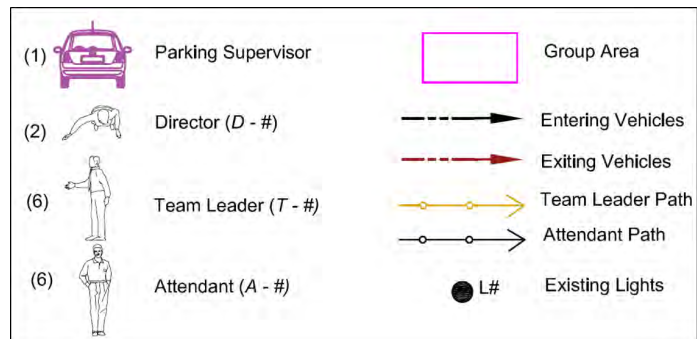 (1) Parking Supervisor
(2) Director (D - #)
(6) Team Leader (T - #)
(6) Attendant (A - #)
Group Area
Entering Vehicles
Exiting Vehicles
Team Leader Path
Attendant Path
L# Existing Lights